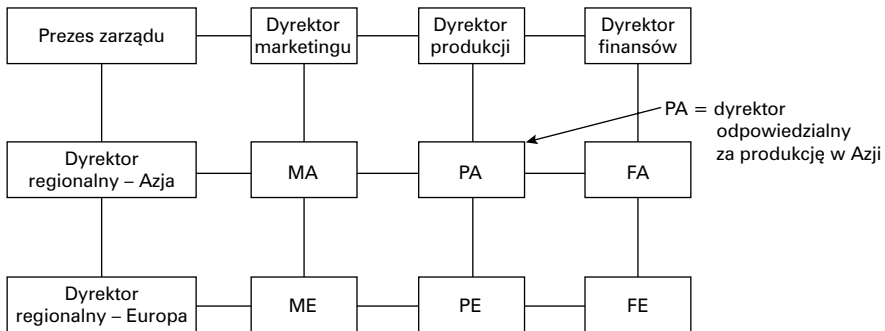 Prezes zarządu
Dyrektor
marketingu
Dyrektor
produkcji
Dyrektor
finansów
PA = dyrektor
odpowiedzialny
za produkcję w Azji
Dyrektor
regionalny – Azja
MA
PA
FA
Dyrektor
regionalny – Europa
ME
PE
FE